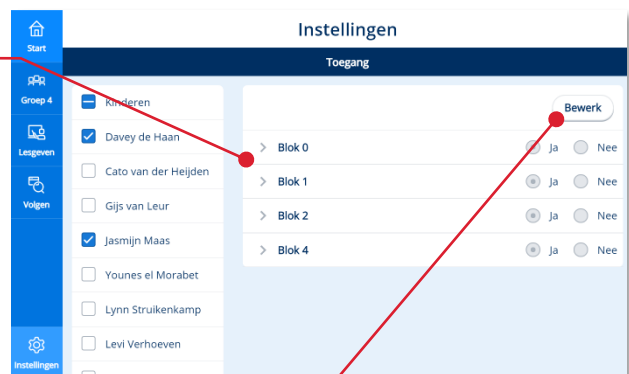 Instellingen
Toegang
Start
Groep 4
Lesgeven
Volgen
Instellingen
Kinderen
Davey de Haan
Cato van der Heijden
Gijs van Leur
Jasmijn Maas
Younes el Morabet
Lynn Struikenkamp
Levi Verhoeven
Bewerk
Blok 0 Ja Nee
Blok 1 Ja Nee
Blok 2 Ja Nee
Blok 4 Ja Nee